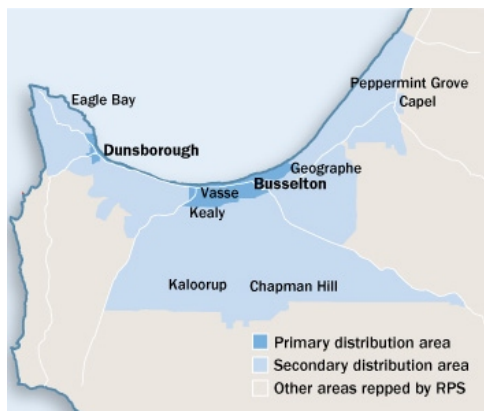 Eagle Bay
Peppermint Grove
Capel
Dunsborough
Geographe
Vasse
Busselton
Kealy
Kaloorup
Chapman Hill
Primary distribution area
Secondary distribution area
Other areas repped by RPS